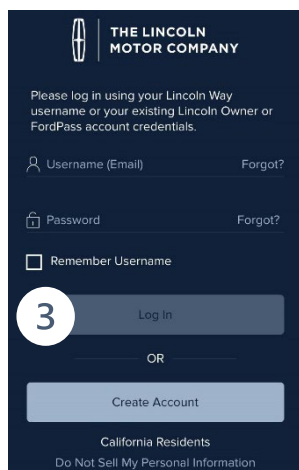 THE LINCOLN
MOTOR COMPANY
Please log in using your Lincoln Way
username or your existing Lincoln Owner or
FordPass account credentials.
Username (Email) Forgot?
Password Forgot?
Remember Username
3 Log In
OR
Create Account
California Residents
Do Not Sell My Personal Information